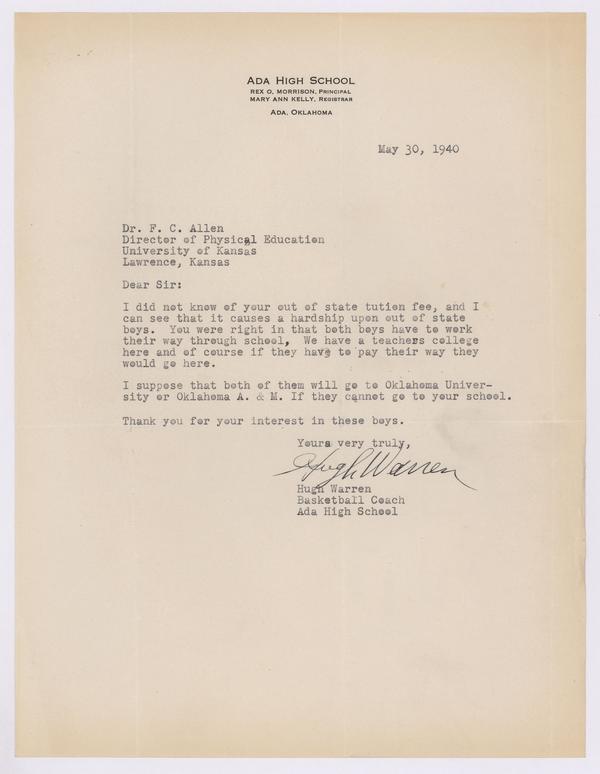 ADA HIGH SCHOOL
REX O. MORRISON, PRINCIPAL
MARY ANN KELLY, REGISTRAR
ADA, OKLAHOMA
May 30, 1940
Dr. F. C. Allen
Director of Physical Education
University of Kansas
Lawrence, Kansas
Dear Sir:
I did not know of your out of state tution fee, and I
can see that it causes a hardship upon out of state
boys. You were right in that both boys have to work
their way through school, We have a teachers college
here and of course if they have to pay their way they
would go here.
I suppose that both of them will go to Oklahoma Univer-
sity or Oklahoma A. & M. If they cannot go to your school.
Thank you for your interest in these boys.
Yours very truly,
Hugh Warren
Hugh Warren
Basketball Coach
Ada High School